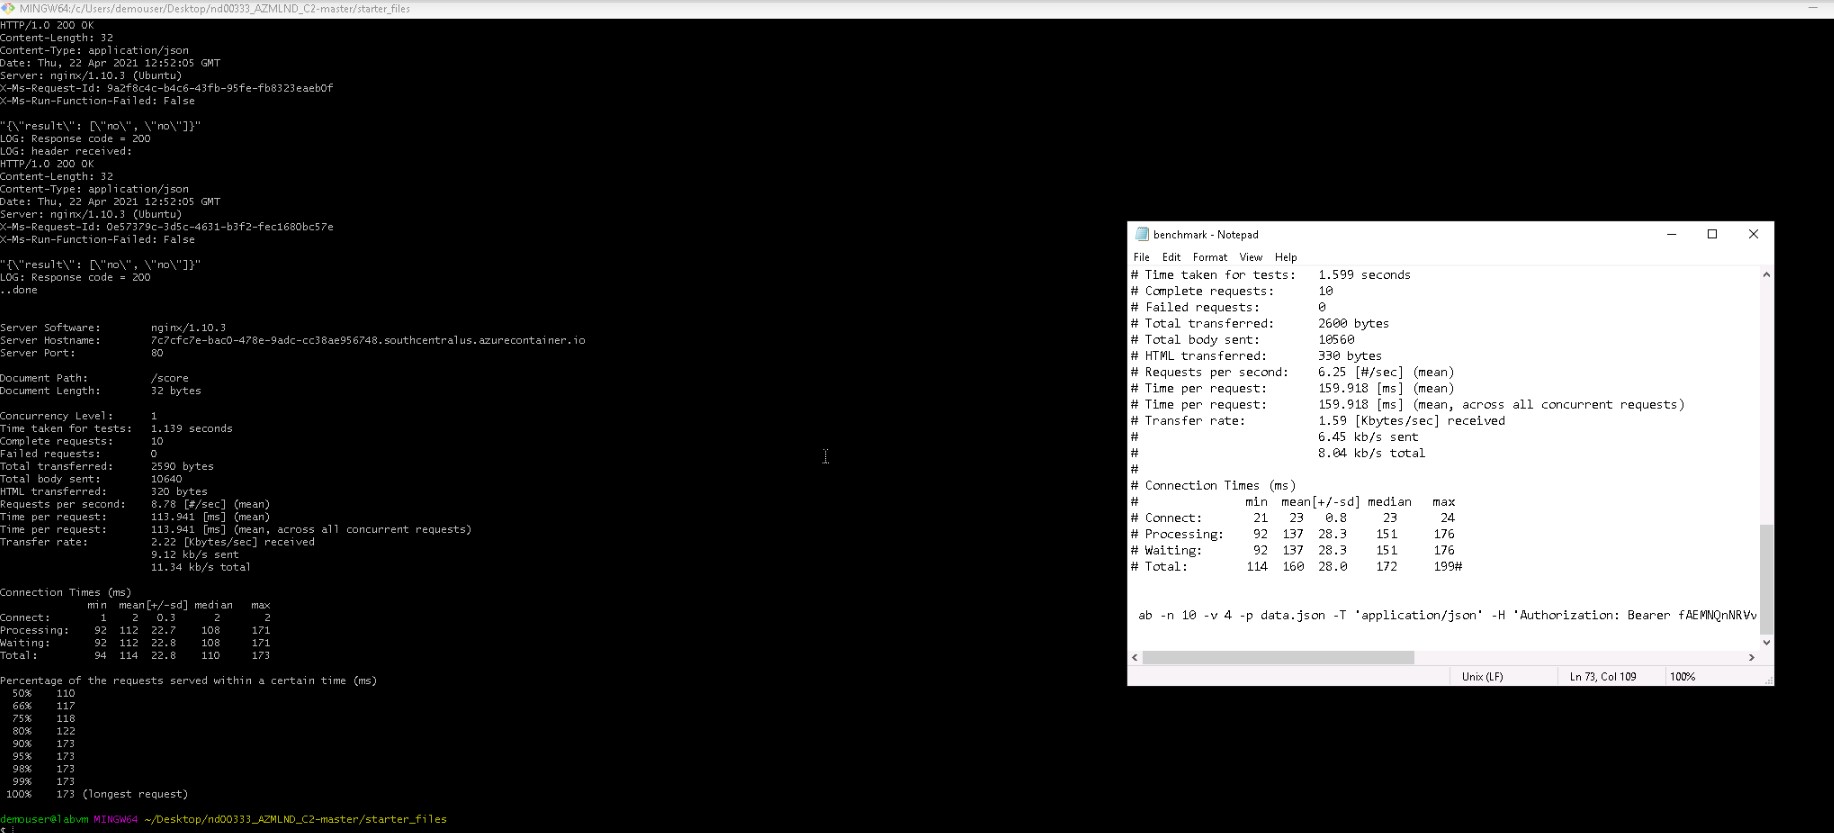 MINGW64:/c/Users/demouser/Desktop/nd00333_AZMLND_C2-master/starter_files
HTTP/1.0 200 OK
Content-Length: 32
Content-Type: application/json
Date: Thu, 22 Apr 2021 12:52:05 GMT
Server: nginx/1.10.3 (Ubuntu)
X-Ms-Request-Id: 9a2f8c4c-b4c6-43fb-95fe-fb8323eaeb0f
X-Ms-Run-Function-Failed: False
"{\"result\": [\"no\", \"no\"]}"
LOG: Response code = 200
LOG: header received:
HTTP/1.0 200 OK
Content-Length: 32
Content-Type: application/json
Date: Thu, 22 Apr 2021 12:52:05 GMT
Server: nginx/1.10.3 (Ubuntu)
X-Ms-Request-Id: 0e57379c-3d5c-4631-b3f2-fec1680bc57e
X-Ms-Run-Function-Failed: False
"{\"result\": [\"no\", \"no\"]}"
LOG: Response code = 200
..done
Server Software: nginx/1.10.3
Server Hostname: 7c7cfc7e-bac0-478e-9adc-cc38ae956748.southcentralus.azurecontainer.io
Server Port: 80
Document Path: /score
Document Length: 32 bytes
Concurrency Level: 1
Time taken for tests: 1.139 seconds
Complete requests: 10
Failed requests: 0
Total transferred: 2590 bytes
Total body sent: 10640
HTML transferred: 320 bytes
Requests per second: 8.78 [#/sec] (mean)
Time per request: 113.941 [ms] (mean)
Time per request: 113.941 [ms] (mean, across all concurrent requests)
Transfer rate: 2.22 [Kbytes/sec] received
9.12 kb/s sent
11.34 kb/s total
Connection Times (ms)
min mean[+/-sd] median max
Connect: 1 2 0.3 2 2
Processing: 92 112 22.7 108 171
Waiting: 92 112 22.8 108 171
Total: 94 114 22.8 110 173
Percentage of the requests served within a certain time (ms)
50% 110
66% 117
75% 118
80% 122
90% 173
95% 173
98% 173
99% 173
100% 173 (longest request)
demouser@labvm MINGW64 ~/Desktop/nd00333_AZMLND_C2-master/starter_files
$
benchmark - Notepad
File Edit Format View Help
# Time taken for tests: 1.599 seconds
# Complete requests: 10
# Failed requests: 0
# Total transferred: 2600 bytes
# Total body sent: 10560
# HTML transferred: 330 bytes
# Requests per second: 6.25 [#/sec] (mean)
# Time per request: 159.918 [ms] (mean)
# Time per request: 159.918 [ms] (mean, across all concurrent requests)
# Transfer rate: 1.59 [Kbytes/sec] received
# 6.45 kb/s sent
# 8.04 kb/s total
#
# Connection Times (ms)
# min mean[+/-sd] median max
# Connect: 21 23 0.8 23 24
# Processing: 92 137 28.3 151 176
# Waiting: 92 137 28.3 151 176
# Total: 114 160 28.0 172 199#
ab -n 10 -v 4 -p data.json -T 'application/json' -H 'Authorization: Bearer
Unix (LF) Ln 73, Col 109 100%